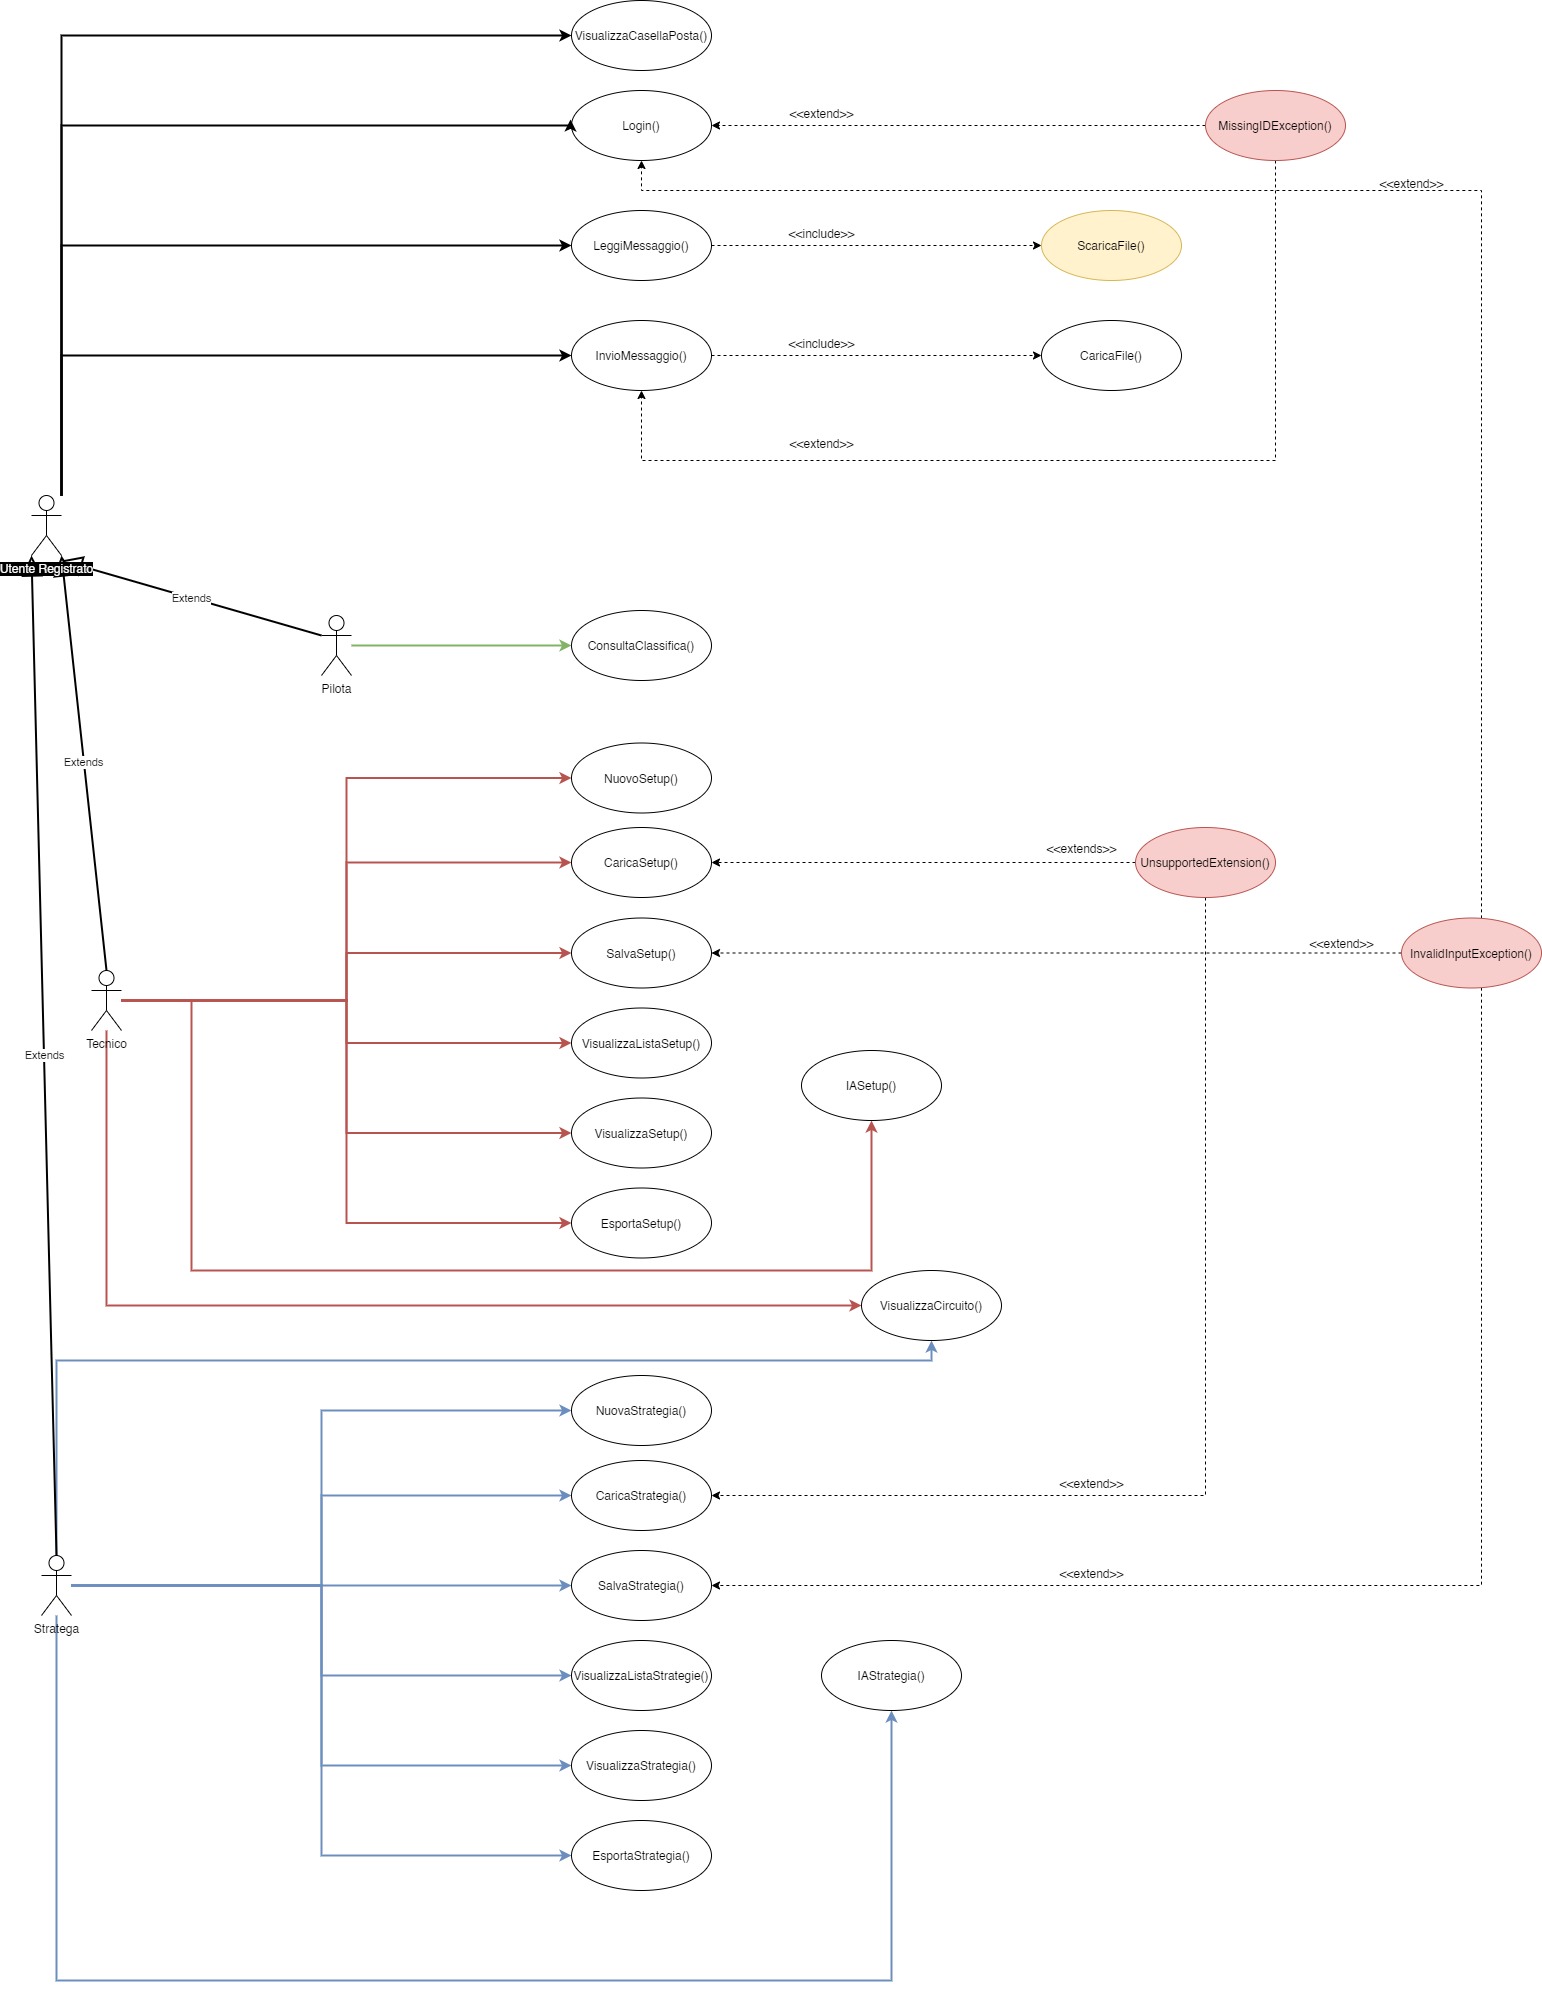 VisualizzaCasellaPosta()
<<extend>>
Login()
MissingIDException()
<<extend>>
<<include>>
LeggiMessaggio()
ScaricaFile()
<<include>>
InvioMessaggio()
CaricaFile()
<<extend>>
Utente Registrato
Extends
ConsultaClassifica()
Pilota
Extends
NuovoSetup()
<<extends>>
CaricaSetup()
UnsupportedExtension()
<<extend>>
SalvaSetup()
InvalidInputException()
Tecnico
VisualizzaListaSetup()
Extends
IASetup()
VisualizzaSetup()
EsportaSetup()
VisualizzaCircuito()
NuovaStrategia()
<<extend>>
CaricaStrategia()
<<extend>>
SalvaStrategia()
Stratega
VisualizzaListaStrategie()
IAStrategia()
VisualizzaStrategia()
EsportaStrategia()